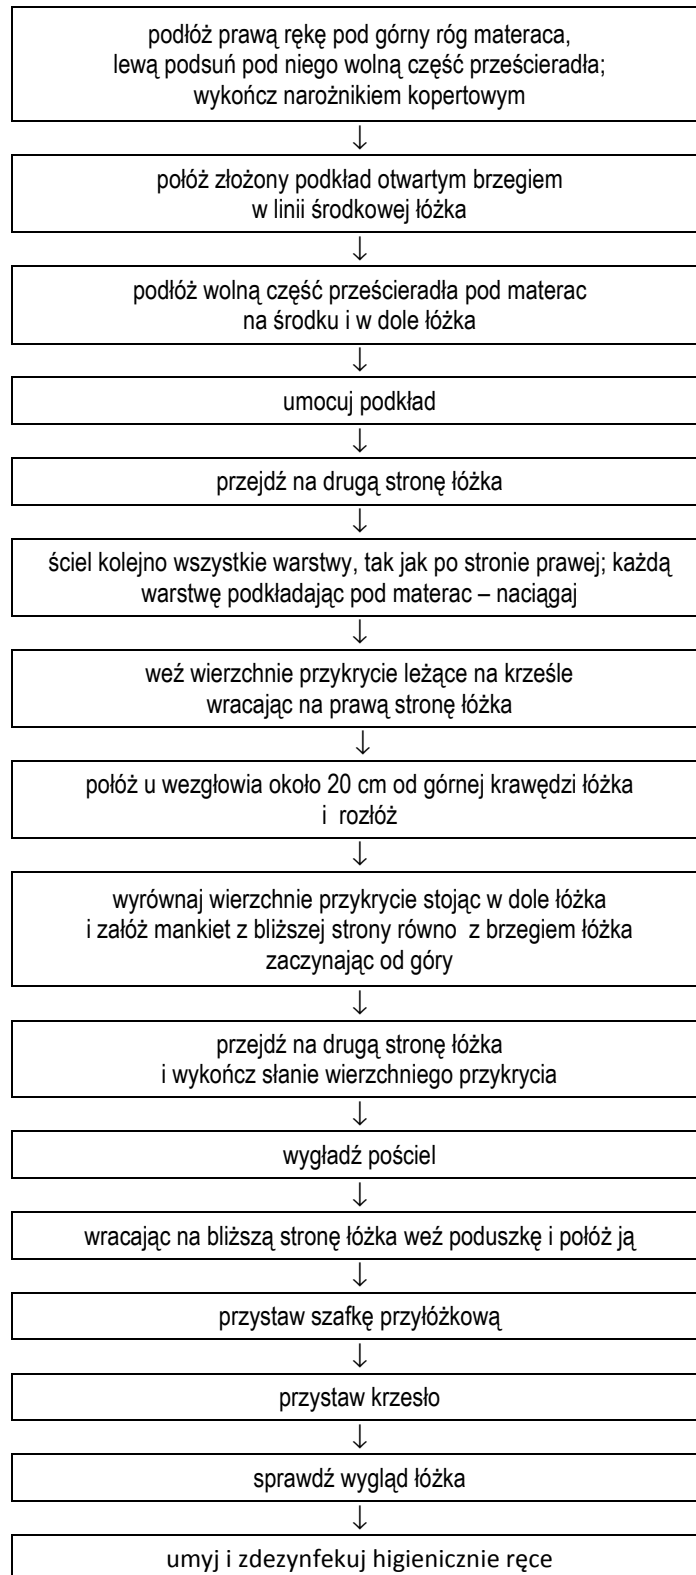 podłóż prawą rękę pod górny róg materaca,
lewą podsuń pod niego wolną część prześcieradła;
wykończ narożnikiem kopertowym
↓
połóż złożony podkład otwartym brzegiem
w linii środkowej łóżka
↓
podłóż wolną część prześcieradła pod materac
na środku i w dole łóżka
↓
umocuj podkład
↓
przejdź na drugą stronę łóżka
↓
ściel kolejno wszystkie warstwy, tak jak po stronie prawej; każdą
warstwę podkładając pod materac – naciągaj
↓
weź wierzchnie przykrycie leżące na krześle
wracając na prawą stronę łóżka
↓
połóż u wezgłowia około 20 cm od górnej krawędzi łóżka
i rozłóż
↓
wyrównaj wierzchnie przykrycie stojąc w dole łóżka
i załóż mankiet z bliższej strony równo z brzegiem łóżka
zaczynając od góry
↓
przejdź na drugą stronę łóżka
i wykończ słanie wierzchniego przykrycia
↓
wygładź pościel
↓
wracając na bliższą stronę łóżka weź poduszkę i połóż ją
↓
przystaw szafkę przyłóżkową
↓
przystaw krzesło
↓
sprawdź wygląd łóżka
↓
umyj i zdezynfekuj higienicznie ręce